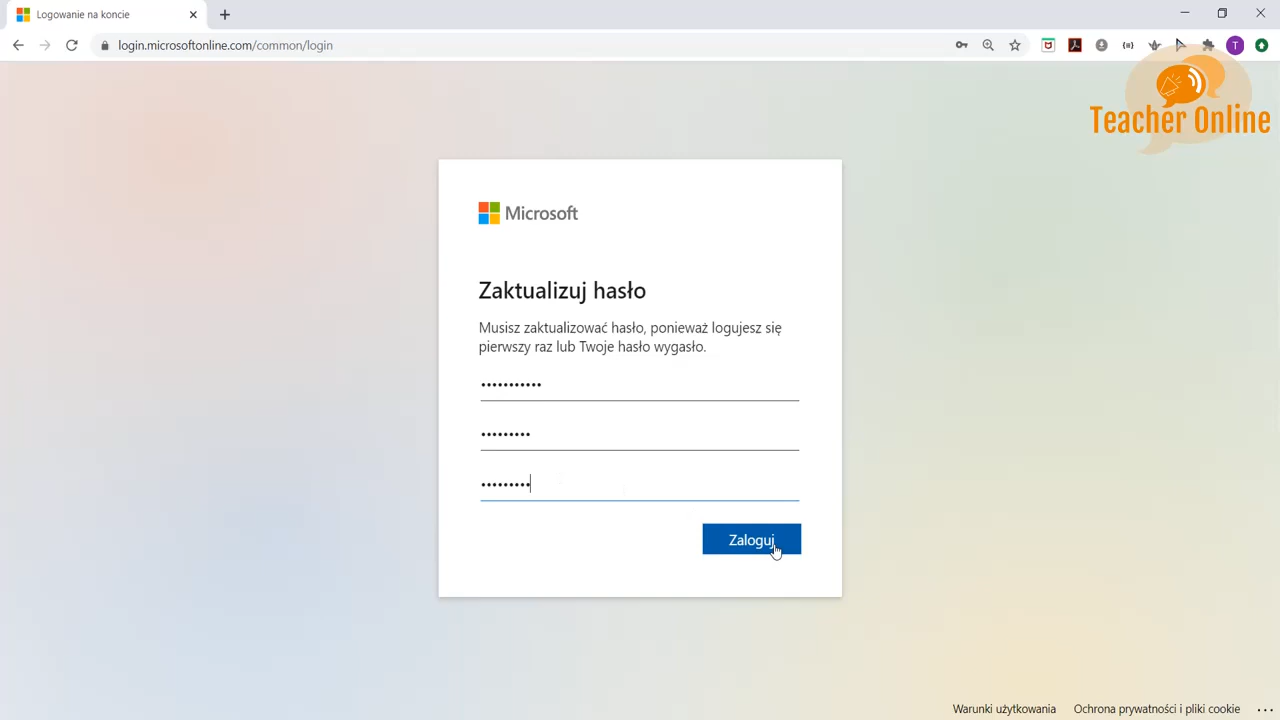 Logowanie na koncie
login.microsoftonline.com/common/login
T
Teacher Online
Microsoft
Zaktualizuj hasło
Musisz zaktualizować hasło, ponieważ logujesz się
pierwszy raz lub Twoje hasło wygasło.
•••••••••••
•••••••••
•••••••••
Zaloguj
Warunki użytkowania Ochrona prywatności i pliki cookie ...